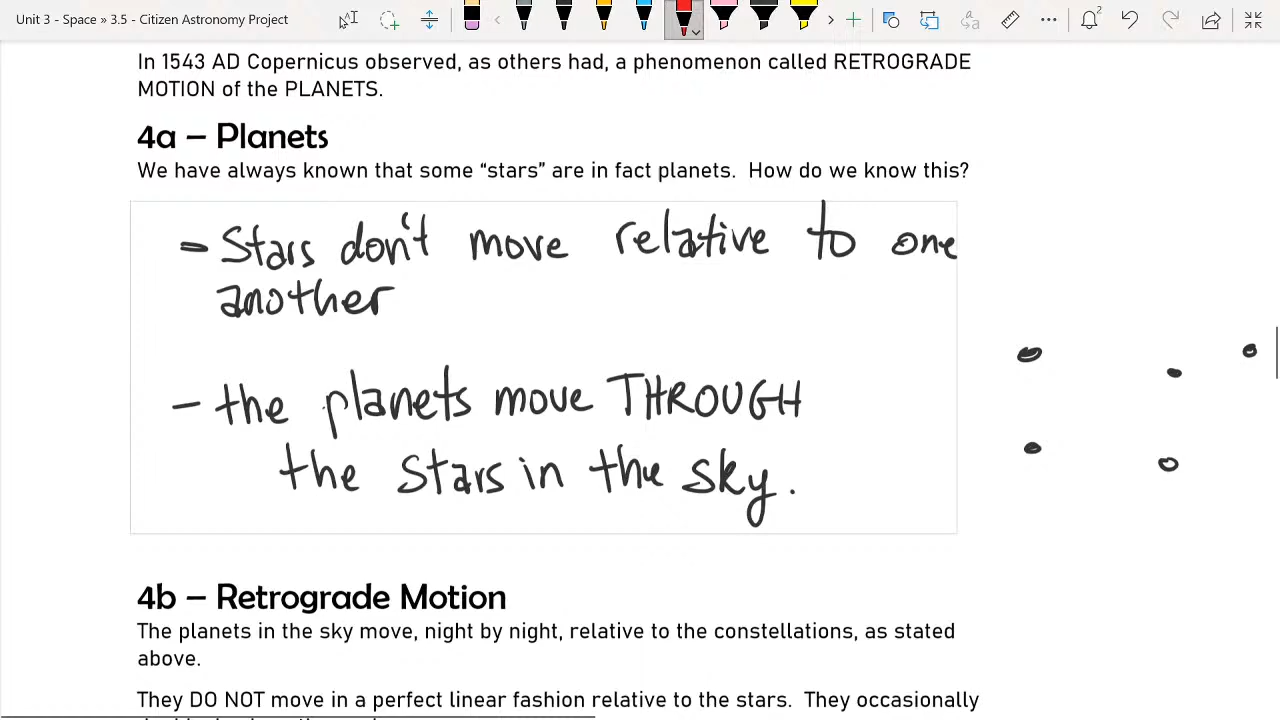 Unit 3 - Space » 3.5 - Citizen Astronomy Project
2
In 1543 AD Copernicus observed, as others had, a phenomenon called RETROGRADE
MOTION of the PLANETS.
4a – Planets
We have always known that some “stars” are in fact planets. How do we know this?
- Stars don't move relative to one
another
- the planets move THROUGH
the stars in the sky.
4b – Retrograde Motion
The planets in the sky move, night by night, relative to the constellations, as stated
above.
They DO NOT move in a perfect linear fashion relative to the stars. They occasionally